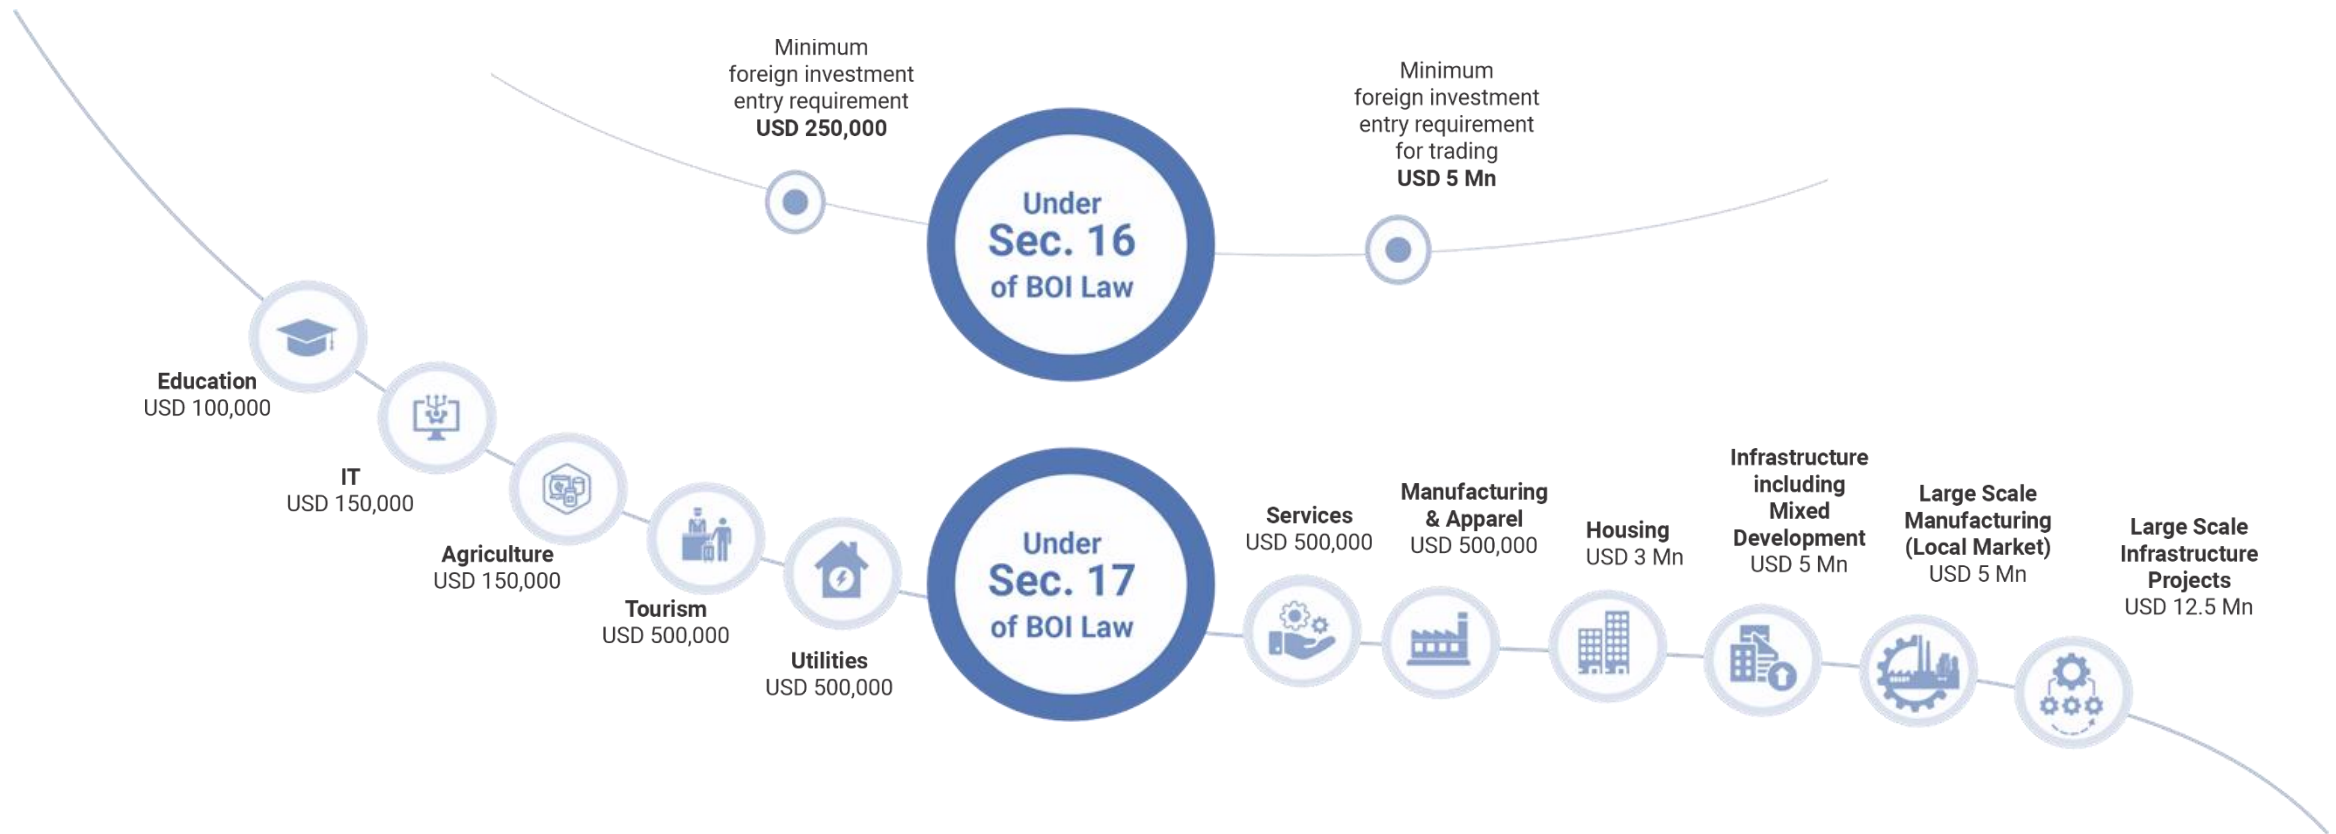 Minimum
foreign investment
entry requirement
USD 250,000
Under
Sec. 16
of BOI Law
Minimum
foreign investment
entry requirement
for trading
USD 5 Mn
Education
USD 100,000
IT
USD 150,000
Agriculture
USD 150,000
Tourism
USD 500,000
Utilities
USD 500,000
Under
Sec. 17
of BOI Law
Services
USD 500,000
Manufacturing
& Apparel
USD 500,000
Housing
USD 3 Mn
Infrastructure
including
Mixed
Development
USD 5 Mn
Large Scale
Manufacturing
(Local Market)
USD 5 Mn
Large Scale
Infrastructure
Projects
USD 12.5 Mn